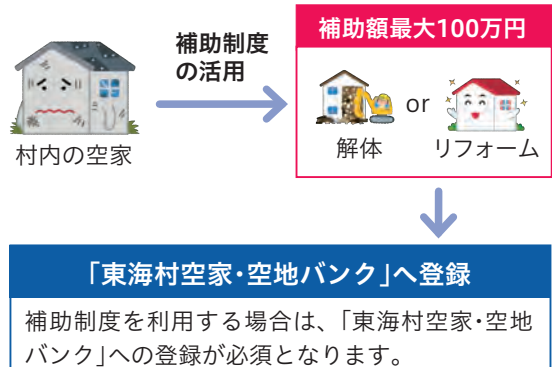 補助制度
の活用
補助額最大100万円
村内の空家
or
解体
リフォーム
「東海村空家・空地バンク」へ登録
補助制度を利用する場合は、「東海村空家・空地
バンク」への登録が必須となります。